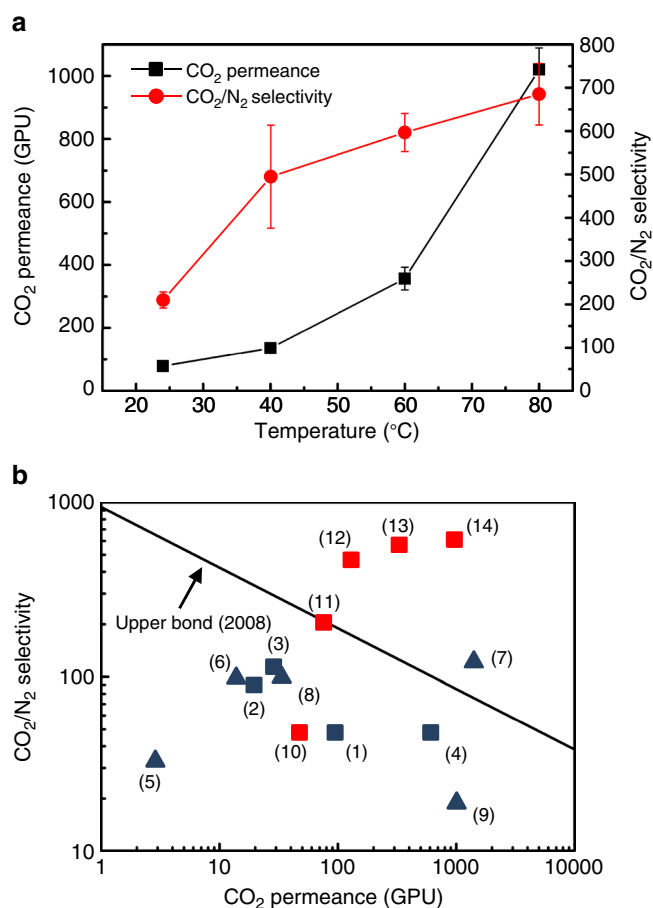 a
CO₂ permeance
CO₂/N₂ selectivity
1000
800
600
400
200
0
CO₂ permeance (GPU)
800
700
600
500
400
300
200
100
0
CO₂/N₂ selectivity
20 30 40 50 60 70 80
Temperature (°C)
b
1000
100
10
CO₂/N₂ selectivity
Upper bond (2008)
(12)
(13)
(14)
(11)
(3)
(6)
(7)
(2)
(8)
(10)
(1)
(4)
(5)
(9)
1 10 100 1000 10000
CO₂ permeance (GPU)